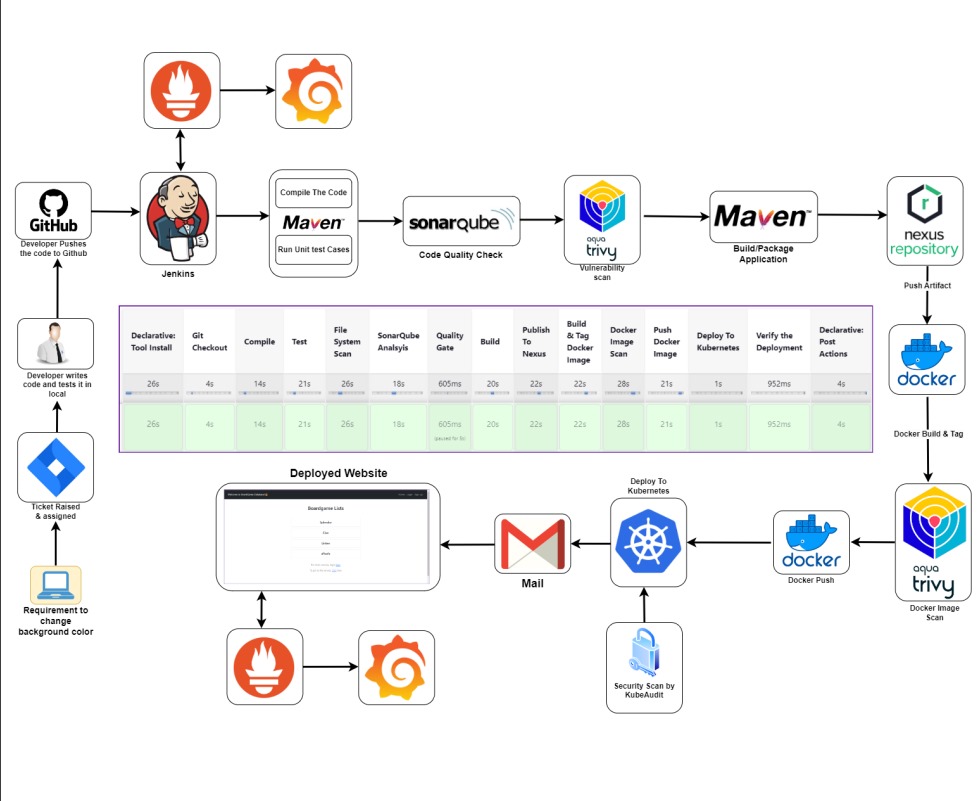 GitHub
Developer Pushes
the code to Github
Jenkins
Compile The Code
Maven™
Run Unit test Cases
sonarqube
Code Quality Check
aqua
trivy
Vulnerability
scan
Maven™
Build/Package
Application
nexus
repository
Push Artifact
docker
Docker Build & Tag
aqua
trivy
Docker Image
Scan
docker
Docker Push
Deploy To
Kubernetes
Security Scan by
KubeAudit
Mail
Deployed Website
Boardgame Lists
Developer writes
code and tests it in
local
Ticket Raised
& assigned
Requirement to
change
background color
Declarative:
Tool Install
Git
Checkout
Compile
Test
File
System
Scan
SonarQube
Analsyis
Quality
Gate
Build
Publish
To
Nexus
Build
& Tag
Docker
Image
Docker
Image
Scan
Push
Docker
Image
Deploy To
Kubernetes
Verify the
Deployment
Declarative:
Post
Actions
26s 4s 14s 21s 26s 18s 605ms 20s 22s 22s 28s 21s 1s 952ms 4s
26s 4s 14s 21s 26s 18s 605ms 20s 22s 22s 28s 21s 1s 952ms 4s
(paused for 5s)